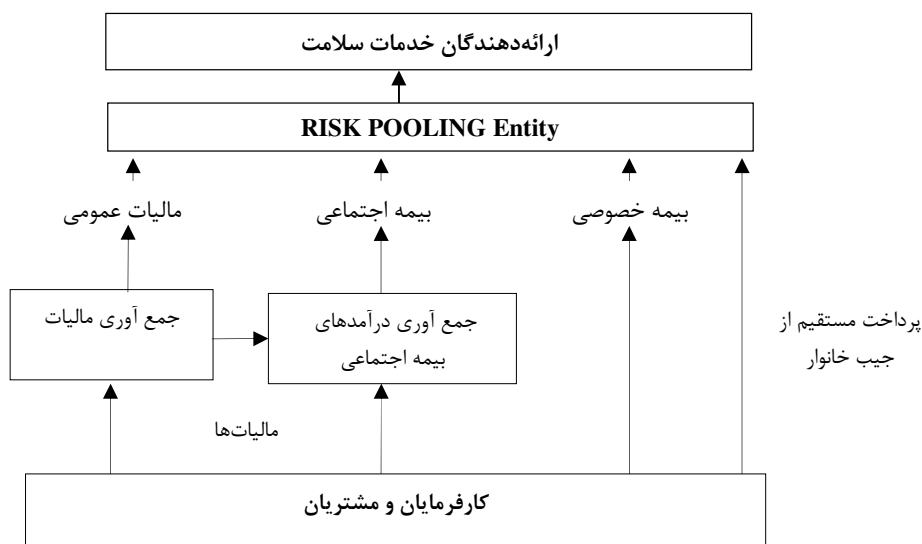 ارائه‌دهندگان خدمات سلامت
RISK POOLING Entity
مالیات عمومی
بیمه اجتماعی
بیمه خصوصی
جمع آوری مالیات
جمع آوری درآمدهای
بیمه اجتماعی
پرداخت مستقیم از
جیب خانوار
مالیات‌ها
کارفرمایان و مشتریان